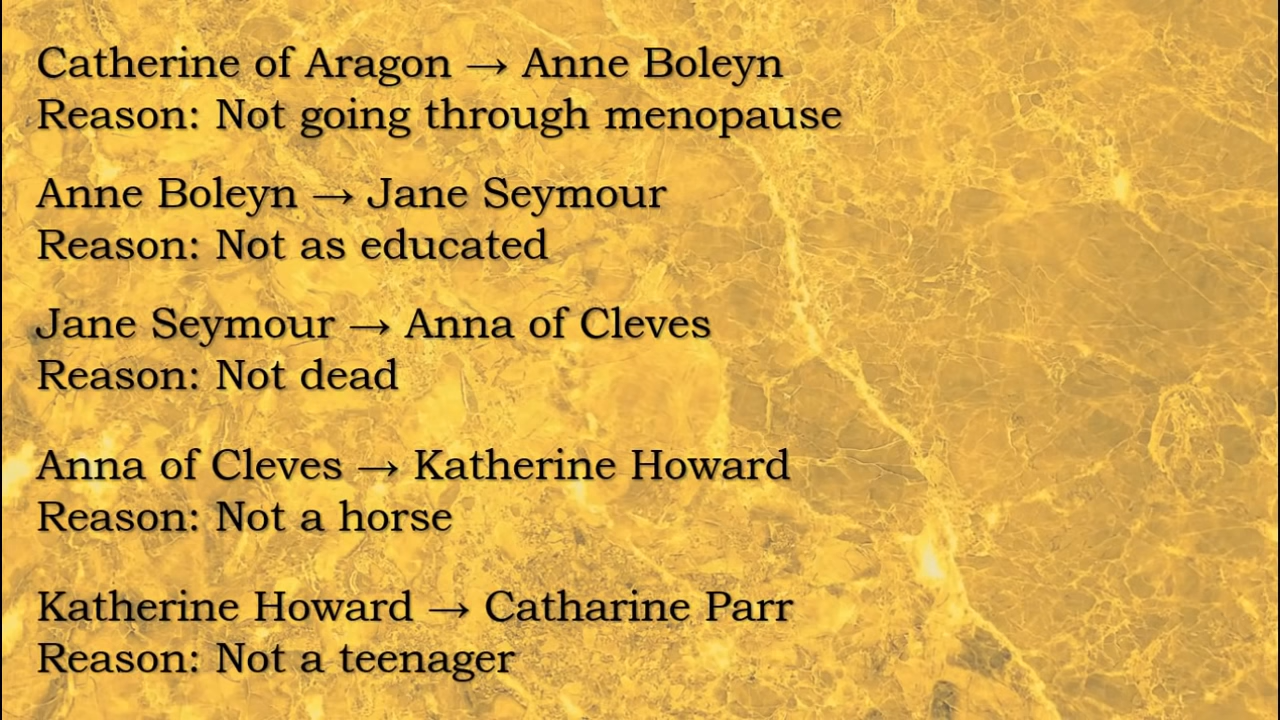 Catherine of Aragon → Anne Boleyn
Reason: Not going through menopause
Anne Boleyn → Jane Seymour
Reason: Not as educated
Jane Seymour → Anna of Cleves
Reason: Not dead
Anna of Cleves → Katherine Howard
Reason: Not a horse
Katherine Howard → Catharine Parr
Reason: Not a teenager